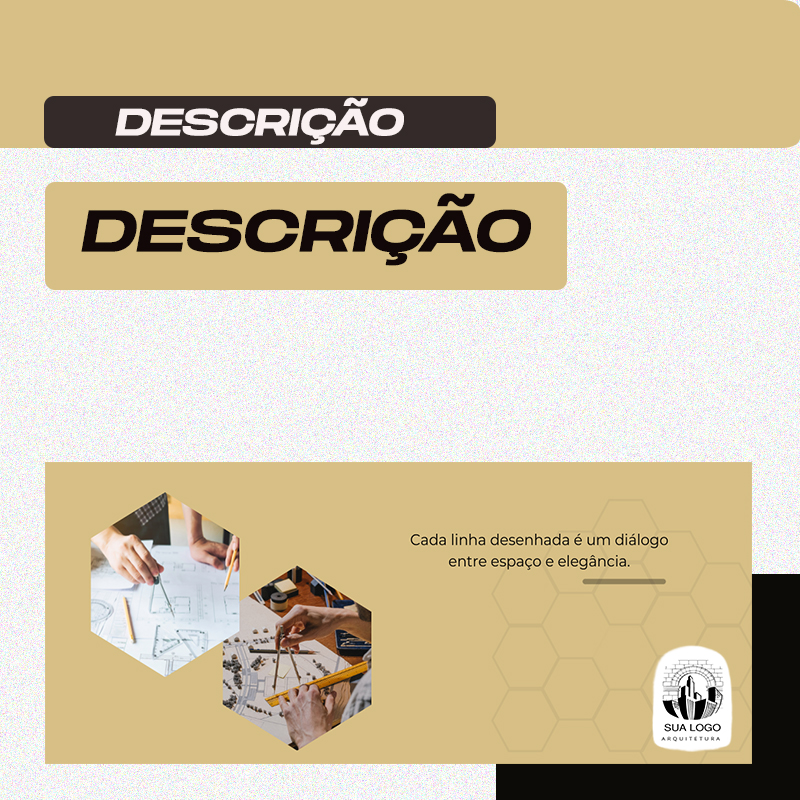 DESCRIÇÃO
DESCRIÇÃO
Cada linha desenhada é um diálogo
entre espaço e elegância.
SUA LOGO
ARQUITETURA